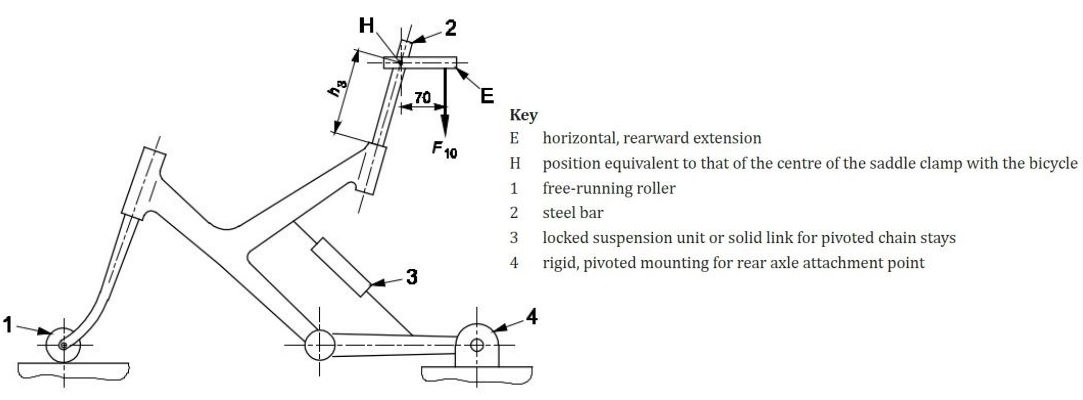 H
2
h3
70
E
F10
1
3
4
Key
E horizontal, rearward extension
H position equivalent to that of the centre of the saddle clamp with the bicycle
1 free-running roller
2 steel bar
3 locked suspension unit or solid link for pivoted chain stays
4 rigid, pivoted mounting for rear axle attachment point